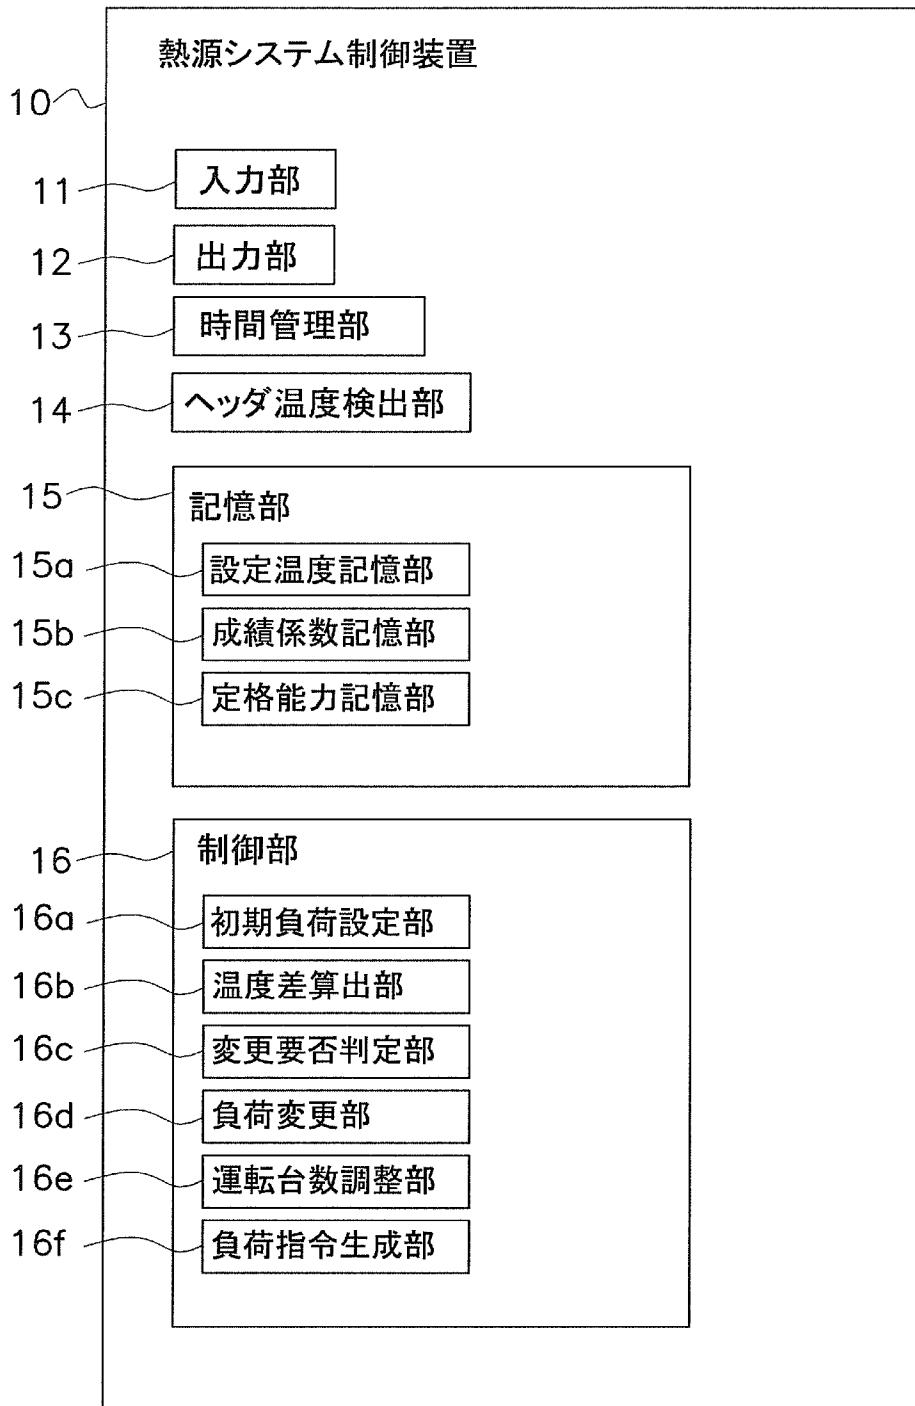 熱源システム制御装置
10
11 入力部
12 出力部
13 時間管理部
14 ヘッダ温度検出部
15 記憶部
15a 設定温度記憶部
15b 成績係数記憶部
15c 定格能力記憶部
16 制御部
16a 初期負荷設定部
16b 温度差算出部
16c 変更要否判定部
16d 負荷変更部
16e 運転台数調整部
16f 負荷指令生成部